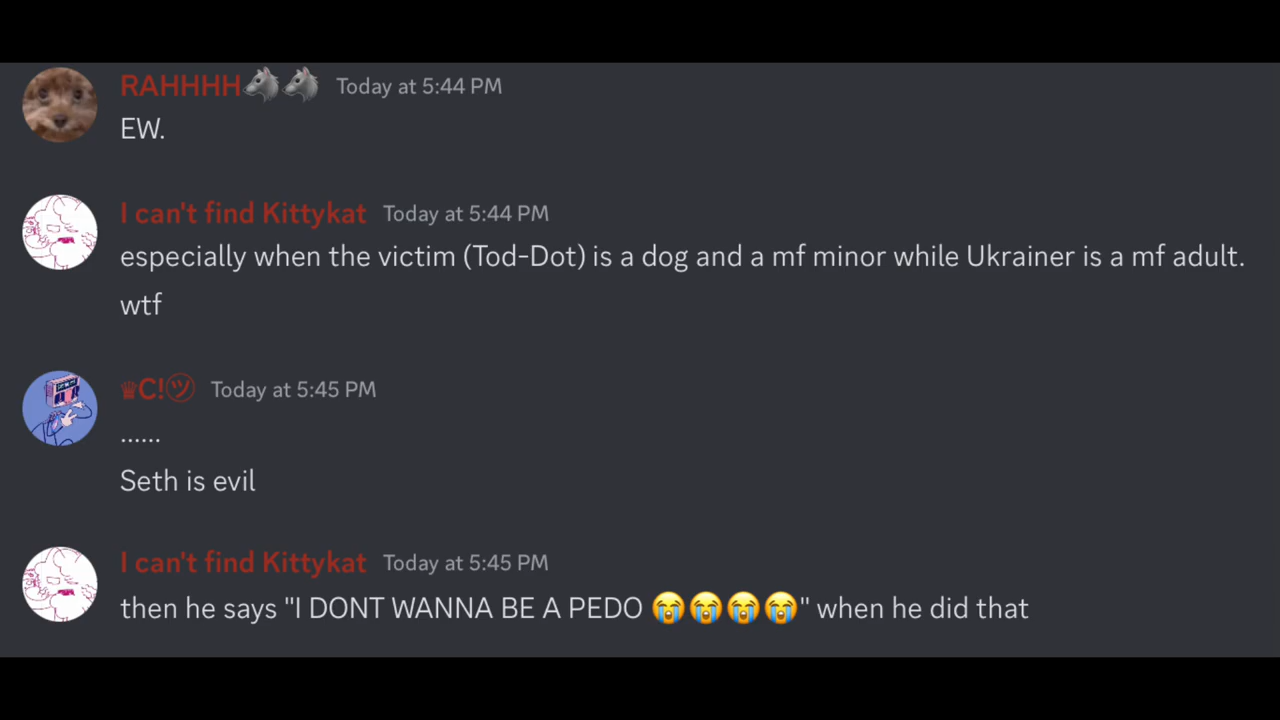 RAHHHH🐺🐺 Today at 5:44 PM
EW.
I can't find Kittykat Today at 5:44 PM
especially when the victim (Tod-Dot) is a dog and a mf minor while Ukrainer is a mf adult.
wtf
♕C!㋡ Today at 5:45 PM
......
Seth is evil
I can't find Kittykat Today at 5:45 PM
then he says "I DONT WANNA BE A PEDO 😭😭😭😭" when he did that